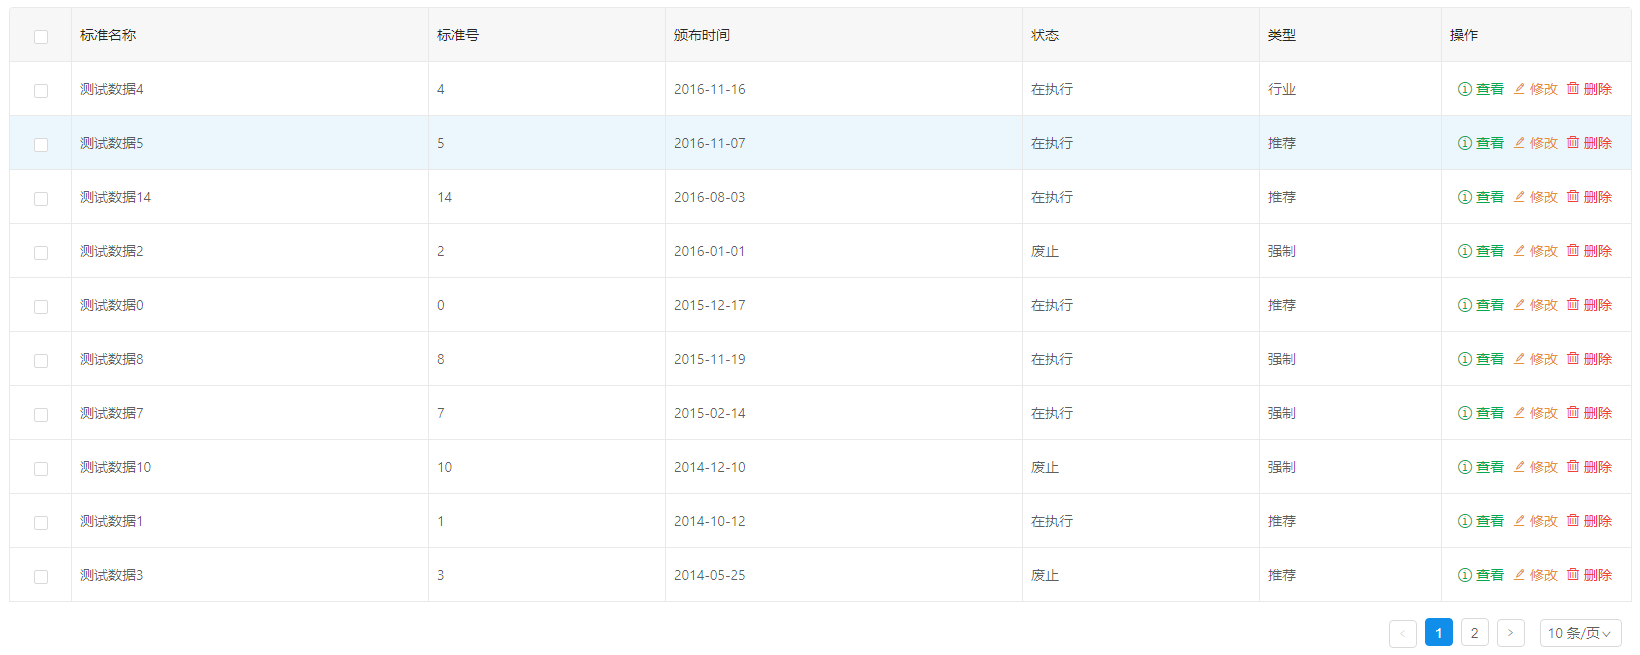 标准名称 标准号 颁布时间 状态 类型 操作
测试数据4 4 2016-11-16 在执行 行业 查看 修改 删除
测试数据5 5 2016-11-07 在执行 推荐 查看 修改 删除
测试数据14 14 2016-08-03 在执行 推荐 查看 修改 删除
测试数据2 2 2016-01-01 废止 强制 查看 修改 删除
测试数据0 0 2015-12-17 在执行 推荐 查看 修改 删除
测试数据8 8 2015-11-19 在执行 强制 查看 修改 删除
测试数据7 7 2015-02-14 在执行 强制 查看 修改 删除
测试数据10 10 2014-12-10 废止 强制 查看 修改 删除
测试数据1 1 2014-10-12 在执行 推荐 查看 修改 删除
测试数据3 3 2014-05-25 废止 推荐 查看 修改 删除
< 1 2 > 10 条/页